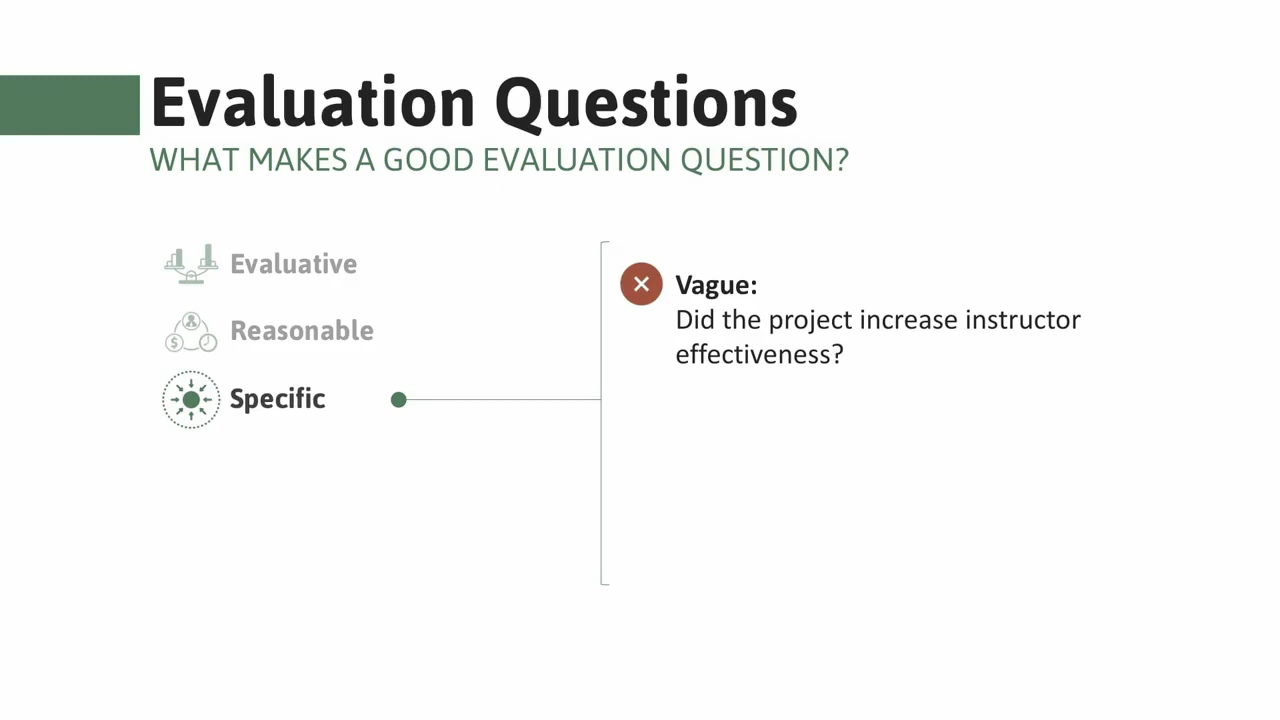 Evaluation Questions
WHAT MAKES A GOOD EVALUATION QUESTION?
Evaluative
Reasonable
Specific
Vague:
Did the project increase instructor
effectiveness?